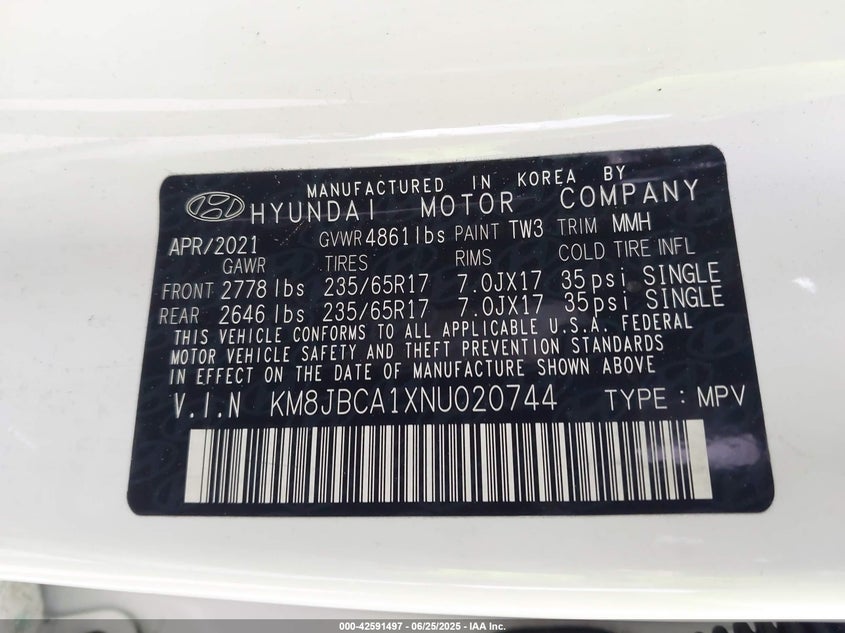 MANUFACTURED IN KOREA BY
HYUNDAI MOTOR COMPANY
APR/2021 GVWR 4861lbs PAINT TW3 TRIM MMH
GAWR TIRES RIMS COLD TIRE INFL
FRONT 2778 lbs 235/65R17 7.0JX17 35psi SINGLE
REAR 2646 lbs 235/65R17 7.0JX17 35psi SINGLE
THIS VEHICLE CONFORMS TO ALL APPLICABLE U.S.A. FEDERAL
MOTOR VEHICLE SAFETY AND THEFT PREVENTION STANDARDS
IN EFFECT ON THE DATE OF MANUFACTURE SHOWN ABOVE
V.I.N KM8JBCA1XNU020744 TYPE: MPV
000-42591497 - 06/25/2025 - IAA Inc.